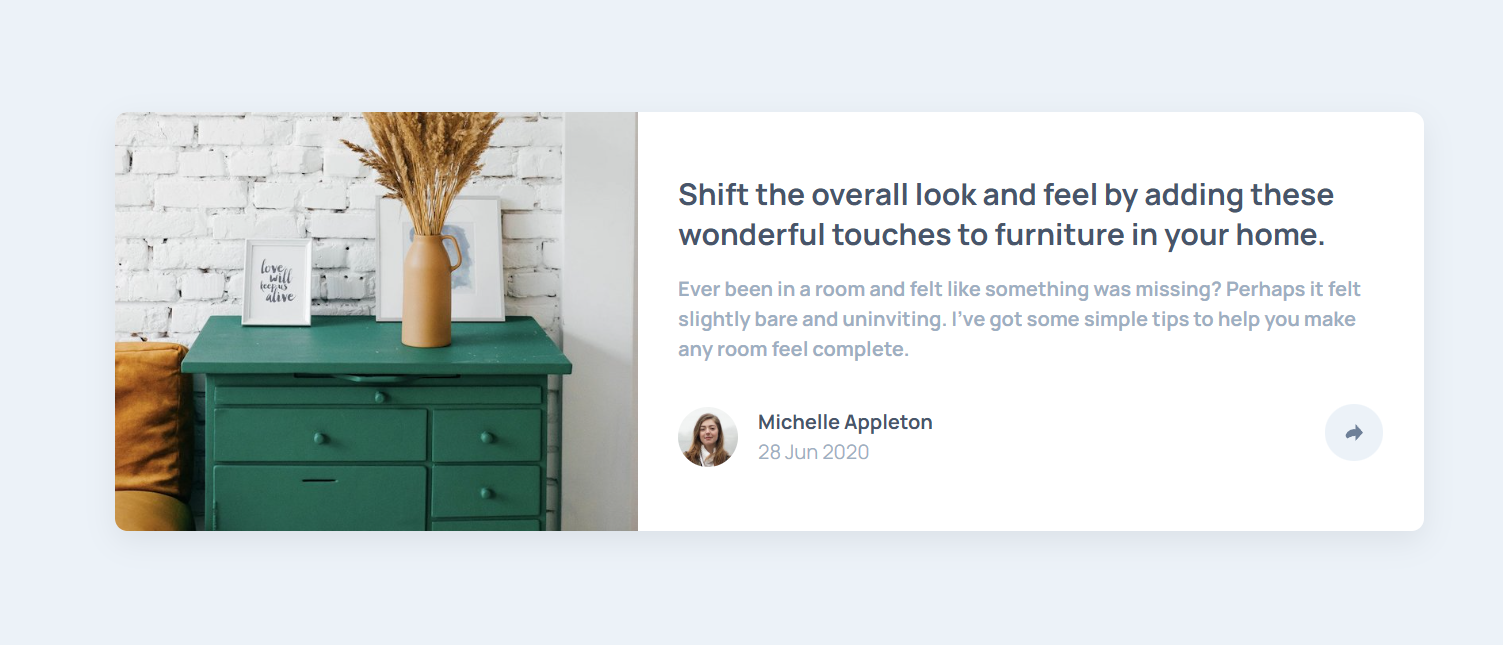 love
will
keep us
alive
Shift the overall look and feel by adding these
wonderful touches to furniture in your home.
Ever been in a room and felt like something was missing? Perhaps it felt
slightly bare and uninviting. I’ve got some simple tips to help you make
any room feel complete.
Michelle Appleton
28 Jun 2020